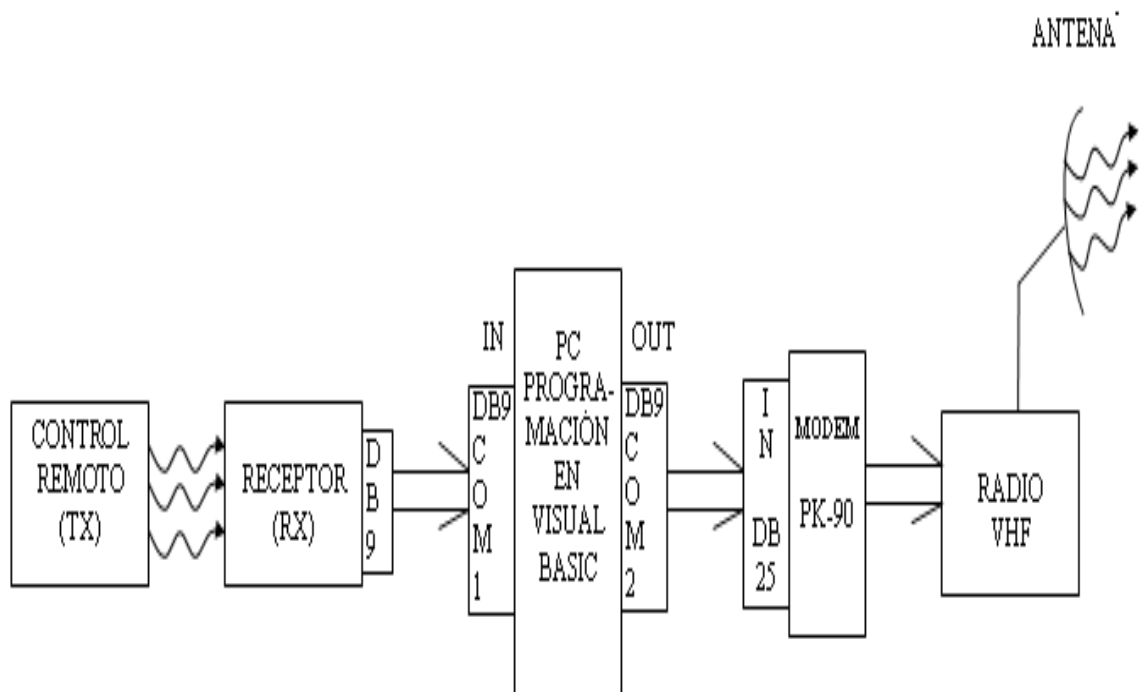 ANTENA
CONTROL
REMOTO
(TX)
RECEPTOR
(RX)
D
B
9
IN
DB9
C
O
M
1
PC
PROGRA-
MACIÓN
EN
VISUAL
BASIC
OUT
DB9
C
O
M
2
I
N
DB
25
MODEM
PK-90
RADIO
VHF